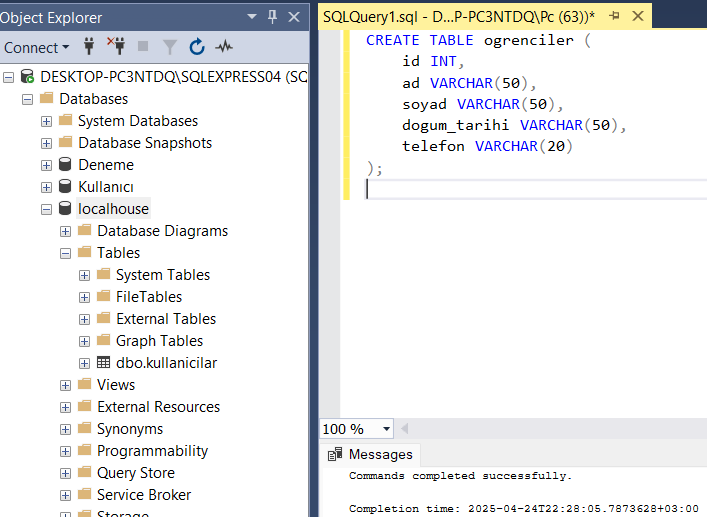 Object Explorer
Connect
DESKTOP-PC3NTDQ\SQLEXPRESS04 (SQ
Databases
System Databases
Database Snapshots
Deneme
Kullanıcı
localhouse
Database Diagrams
Tables
System Tables
FileTables
External Tables
Graph Tables
dbo.kullanicilar
Views
External Resources
Synonyms
Programmability
Query Store
Service Broker
Storage
SQLQuery1.sql - D...P-PC3NTDQ\Pc (63))*
CREATE TABLE ogrenciler (
id INT,
ad VARCHAR(50),
soyad VARCHAR(50),
dogum_tarihi VARCHAR(50),
telefon VARCHAR(20)
);
100 %
Messages
Commands completed successfully.
Completion time: 2025-04-24T22:28:05.7873628+03:00